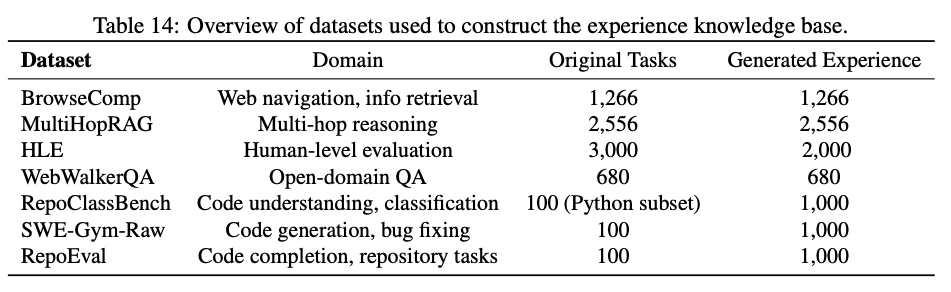 Table 14: Overview of datasets used to construct the experience knowledge base.
Dataset Domain Original Tasks Generated Experience
BrowseComp Web navigation, info retrieval 1,266 1,266
MultiHopRAG Multi-hop reasoning 2,556 2,556
HLE Human-level evaluation 3,000 2,000
WebWalkerQA Open-domain QA 680 680
RepoClassBench Code understanding, classification 100 (Python subset) 1,000
SWE-Gym-Raw Code generation, bug fixing 100 1,000
RepoEval Code completion, repository tasks 100 1,000